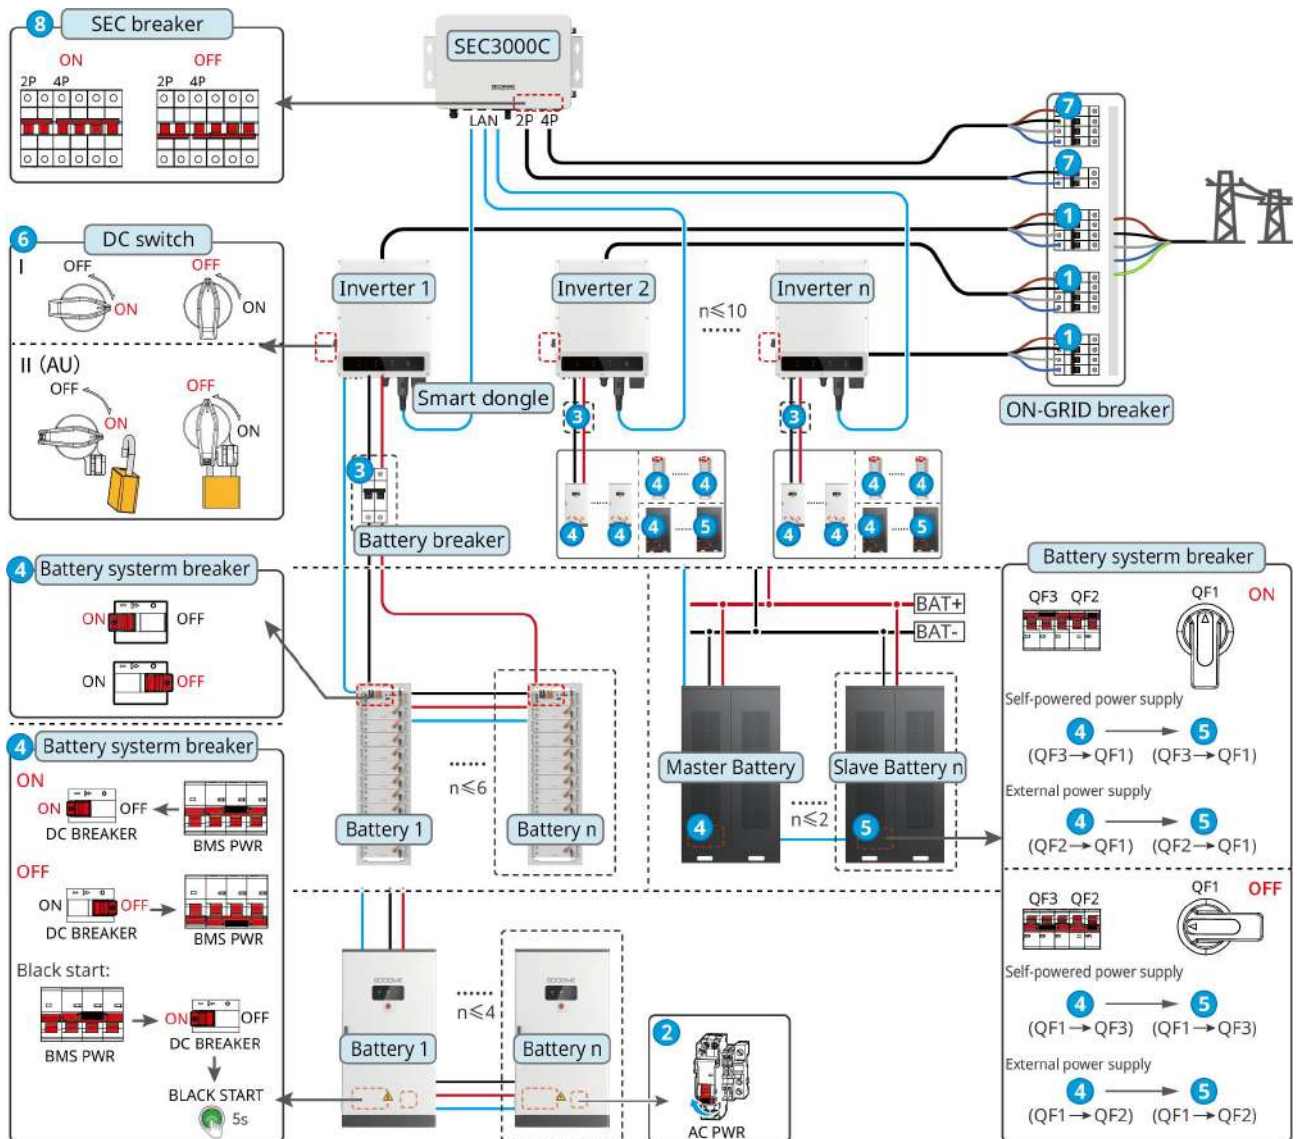 8 SEC breaker
ON OFF
2P 4P 2P 4P
SEC3000C
LAN 2P 4P
7
7
1
1
1
ON-GRID breaker
6 DC switch
I
OFF ON
OFF ON
II (AU)
OFF ON
OFF ON
Inverter 1
Inverter 2
n≤10
......
Inverter n
Smart dongle
3
Battery breaker
3
4 4
4 4 4 5
3
4 4
4 4 4 5
4 Battery systerm breaker
ON OFF
ON OFF
Battery 1
......
n≤6
Battery n
BAT+
BAT-
Master Battery
4
......
n≤2
Slave Battery n
5
4 Battery systerm breaker
ON
ON OFF
DC BREAKER
BMS PWR
OFF
ON OFF
DC BREAKER
BMS PWR
Black start:
BMS PWR
ON OFF
DC BREAKER
BLACK START
5s
GOODWE
Battery 1
......
n≤4
GOODWE
Battery n
2
AC PWR
Battery systerm breaker
QF3 QF2 QF1 ON
Self-powered power supply
4 → 5
(QF3→QF1) (QF3→QF1)
External power supply
4 → 5
(QF2→QF1) (QF2→QF1)
QF3 QF2 QF1 OFF
Self-powered power supply
4 → 5
(QF1→QF3) (QF1→QF3)
External power supply
4 → 5
(QF1→QF2) (QF1→QF2)